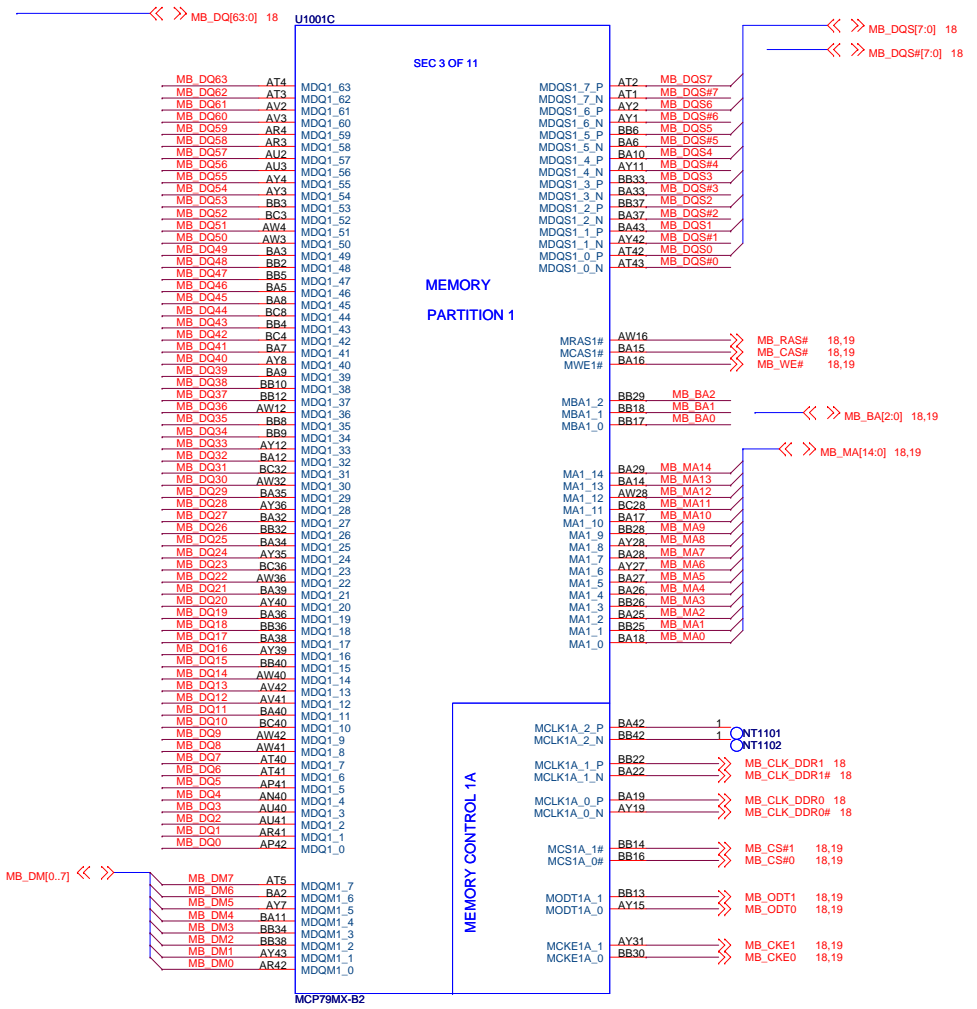 MB_DQ[63:0] 18
U1001C
MB_DQS[7:0] 18
MB_DQS#[7:0] 18
SEC 3 OF 11
MB_DQ63 AT4 MDQ1_63
MB_DQ62 AT3 MDQ1_62
MB_DQ61 AV2 MDQ1_61
MB_DQ60 AV3 MDQ1_60
MB_DQ59 AR4 MDQ1_59
MB_DQ58 AR3 MDQ1_58
MB_DQ57 AU2 MDQ1_57
MB_DQ56 AU3 MDQ1_56
MB_DQ55 AY4 MDQ1_55
MB_DQ54 AY3 MDQ1_54
MB_DQ53 BB3 MDQ1_53
MB_DQ52 BC3 MDQ1_52
MB_DQ51 AW4 MDQ1_51
MB_DQ50 AW3 MDQ1_50
MB_DQ49 BA3 MDQ1_49
MB_DQ48 BB2 MDQ1_48
MB_DQ47 BB5 MDQ1_47
MB_DQ46 BA5 MDQ1_46
MB_DQ45 BA8 MDQ1_45
MB_DQ44 BC8 MDQ1_44
MB_DQ43 BB4 MDQ1_43
MB_DQ42 BC4 MDQ1_42
MB_DQ41 BA7 MDQ1_41
MB_DQ40 AY8 MDQ1_40
MB_DQ39 BA9 MDQ1_39
MB_DQ38 BB10 MDQ1_38
MB_DQ37 BB12 MDQ1_37
MB_DQ36 AW12 MDQ1_36
MB_DQ35 BB8 MDQ1_35
MB_DQ34 BB9 MDQ1_34
MB_DQ33 AY12 MDQ1_33
MB_DQ32 BA12 MDQ1_32
MB_DQ31 BC32 MDQ1_31
MB_DQ30 AW32 MDQ1_30
MB_DQ29 BA35 MDQ1_29
MB_DQ28 AY36 MDQ1_28
MB_DQ27 BA32 MDQ1_27
MB_DQ26 BB32 MDQ1_26
MB_DQ25 BA34 MDQ1_25
MB_DQ24 AY35 MDQ1_24
MB_DQ23 BC36 MDQ1_23
MB_DQ22 AW36 MDQ1_22
MB_DQ21 BA39 MDQ1_21
MB_DQ20 AY40 MDQ1_20
MB_DQ19 BA36 MDQ1_19
MB_DQ18 BB36 MDQ1_18
MB_DQ17 BA38 MDQ1_17
MB_DQ16 AY39 MDQ1_16
MB_DQ15 BB40 MDQ1_15
MB_DQ14 AW40 MDQ1_14
MB_DQ13 AV42 MDQ1_13
MB_DQ12 AV41 MDQ1_12
MB_DQ11 BA40 MDQ1_11
MB_DQ10 BC40 MDQ1_10
MB_DQ9 AW42 MDQ1_9
MB_DQ8 AW41 MDQ1_8
MB_DQ7 AT40 MDQ1_7
MB_DQ6 AT41 MDQ1_6
MB_DQ5 AP41 MDQ1_5
MB_DQ4 AN40 MDQ1_4
MB_DQ3 AU40 MDQ1_3
MB_DQ2 AU41 MDQ1_2
MB_DQ1 AR41 MDQ1_1
MB_DQ0 AP42 MDQ1_0
MB_DM[0..7]
MB_DM7 AT5 MDQM1_7
MB_DM6 BA2 MDQM1_6
MB_DM5 AY7 MDQM1_5
MB_DM4 BA11 MDQM1_4
MB_DM3 BB34 MDQM1_3
MB_DM2 BB38 MDQM1_2
MB_DM1 AY43 MDQM1_1
MB_DM0 AR42 MDQM1_0
MEMORY
PARTITION 1
MDQS1_7_P AT2 MB_DQS7
MDQS1_7_N AT1 MB_DQS#7
MDQS1_6_P AY2 MB_DQS6
MDQS1_6_N AY1 MB_DQS#6
MDQS1_5_P BB6 MB_DQS5
MDQS1_5_N BA6 MB_DQS#5
MDQS1_4_P BA10 MB_DQS4
MDQS1_4_N AY11 MB_DQS#4
MDQS1_3_P BB33 MB_DQS3
MDQS1_3_N BA33 MB_DQS#3
MDQS1_2_P BB37 MB_DQS2
MDQS1_2_N BA37 MB_DQS#2
MDQS1_1_P BA43 MB_DQS1
MDQS1_1_N AY42 MB_DQS#1
MDQS1_0_P AT42 MB_DQS0
MDQS1_0_N AT43 MB_DQS#0
MRAS1# AW16 MB_RAS# 18,19
MCAS1# BA15 MB_CAS# 18,19
MWE1# BA16 MB_WE# 18,19
MBA1_2 BB29 MB_BA2
MBA1_1 BB18 MB_BA1
MBA1_0 BB17 MB_BA0
MB_BA[2:0] 18,19
MB_MA[14:0] 18,19
MA1_14 BA29 MB_MA14
MA1_13 BA14 MB_MA13
MA1_12 AW28 MB_MA12
MA1_11 BC28 MB_MA11
MA1_10 BA17 MB_MA10
MA1_9 BB28 MB_MA9
MA1_8 AY28 MB_MA8
MA1_7 BA28 MB_MA7
MA1_6 AY27 MB_MA6
MA1_5 BA27 MB_MA5
MA1_4 BA26 MB_MA4
MA1_3 BB26 MB_MA3
MA1_2 BA25 MB_MA2
MA1_1 BB25 MB_MA1
MA1_0 BA18 MB_MA0
MEMORY CONTROL 1A
MCLK1A_2_P BA42 1 NT1101
MCLK1A_2_N BB42 1 NT1102
MCLK1A_1_P BB22 MB_CLK_DDR1 18
MCLK1A_1_N BA22 MB_CLK_DDR1# 18
MCLK1A_0_P BA19 MB_CLK_DDR0 18
MCLK1A_0_N AY19 MB_CLK_DDR0# 18
MCS1A_1# BB14 MB_CS#1 18,19
MCS1A_0# BB16 MB_CS#0 18,19
MODT1A_1 BB13 MB_ODT1 18,19
MODT1A_0 AY15 MB_ODT0 18,19
MCKE1A_1 AY31 MB_CKE1 18,19
MCKE1A_0 BB30 MB_CKE0 18,19
MCP79MX-B2